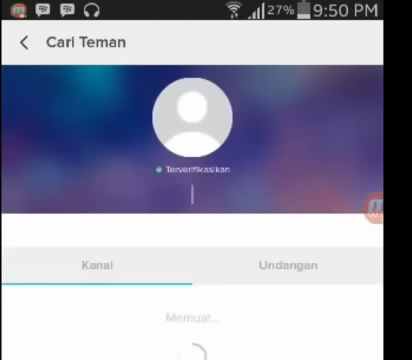 27% 9:50 PM
Cari Teman
Terverifikasikan
Kanal
Undangan
Memuat...